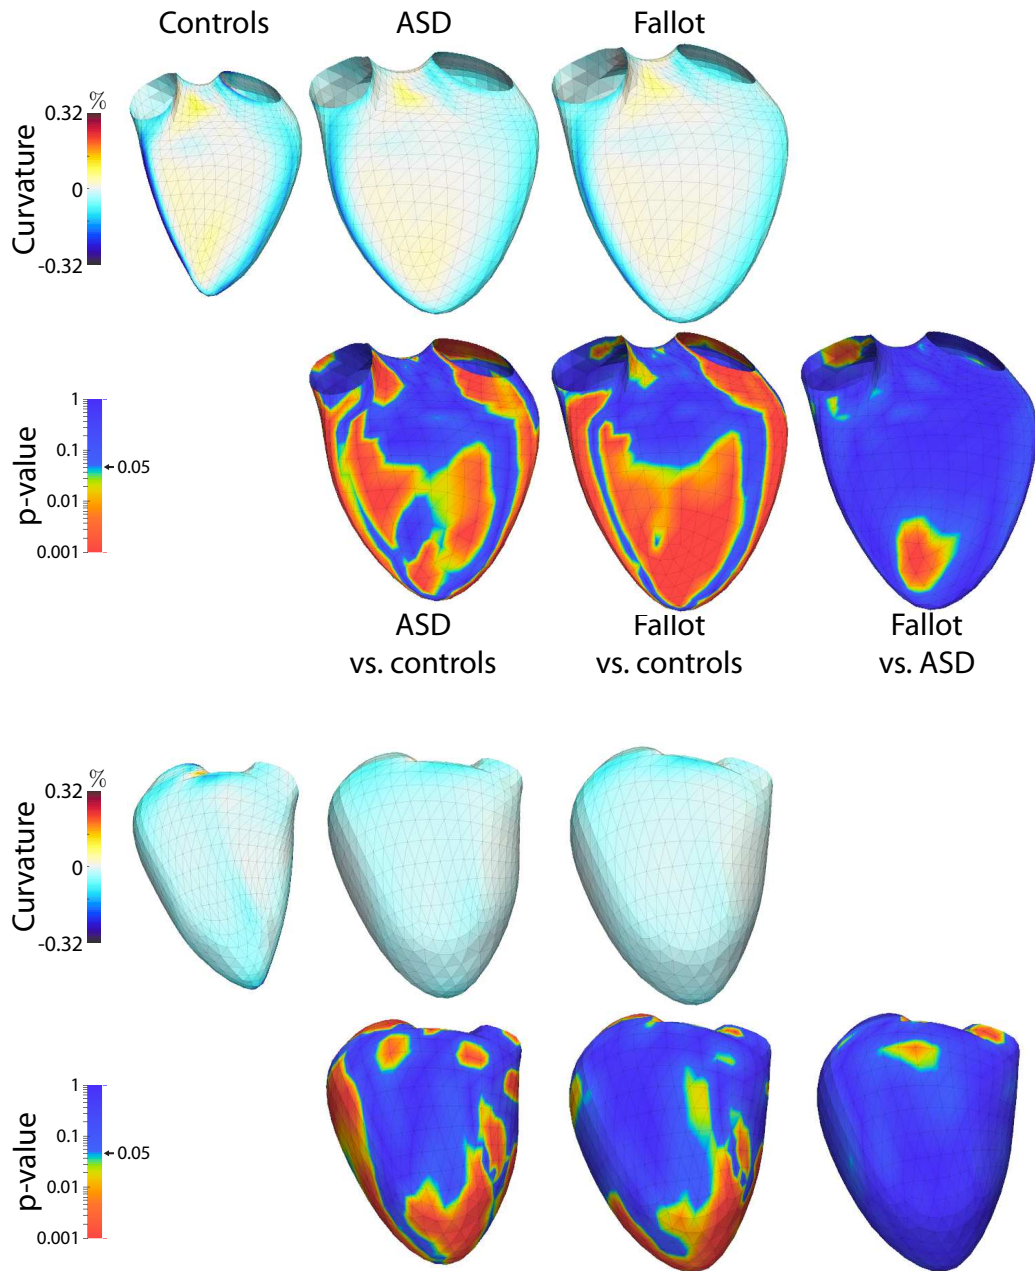 Controls ASD Fallot
%
0.32
0
-0.32
Curvature
1
0.1
0.05
0.01
0.001
p-value
ASD Fallot Fallot
vs. controls vs. controls vs. ASD
%
0.32
0
-0.32
Curvature
1
0.1
0.05
0.01
0.001
p-value